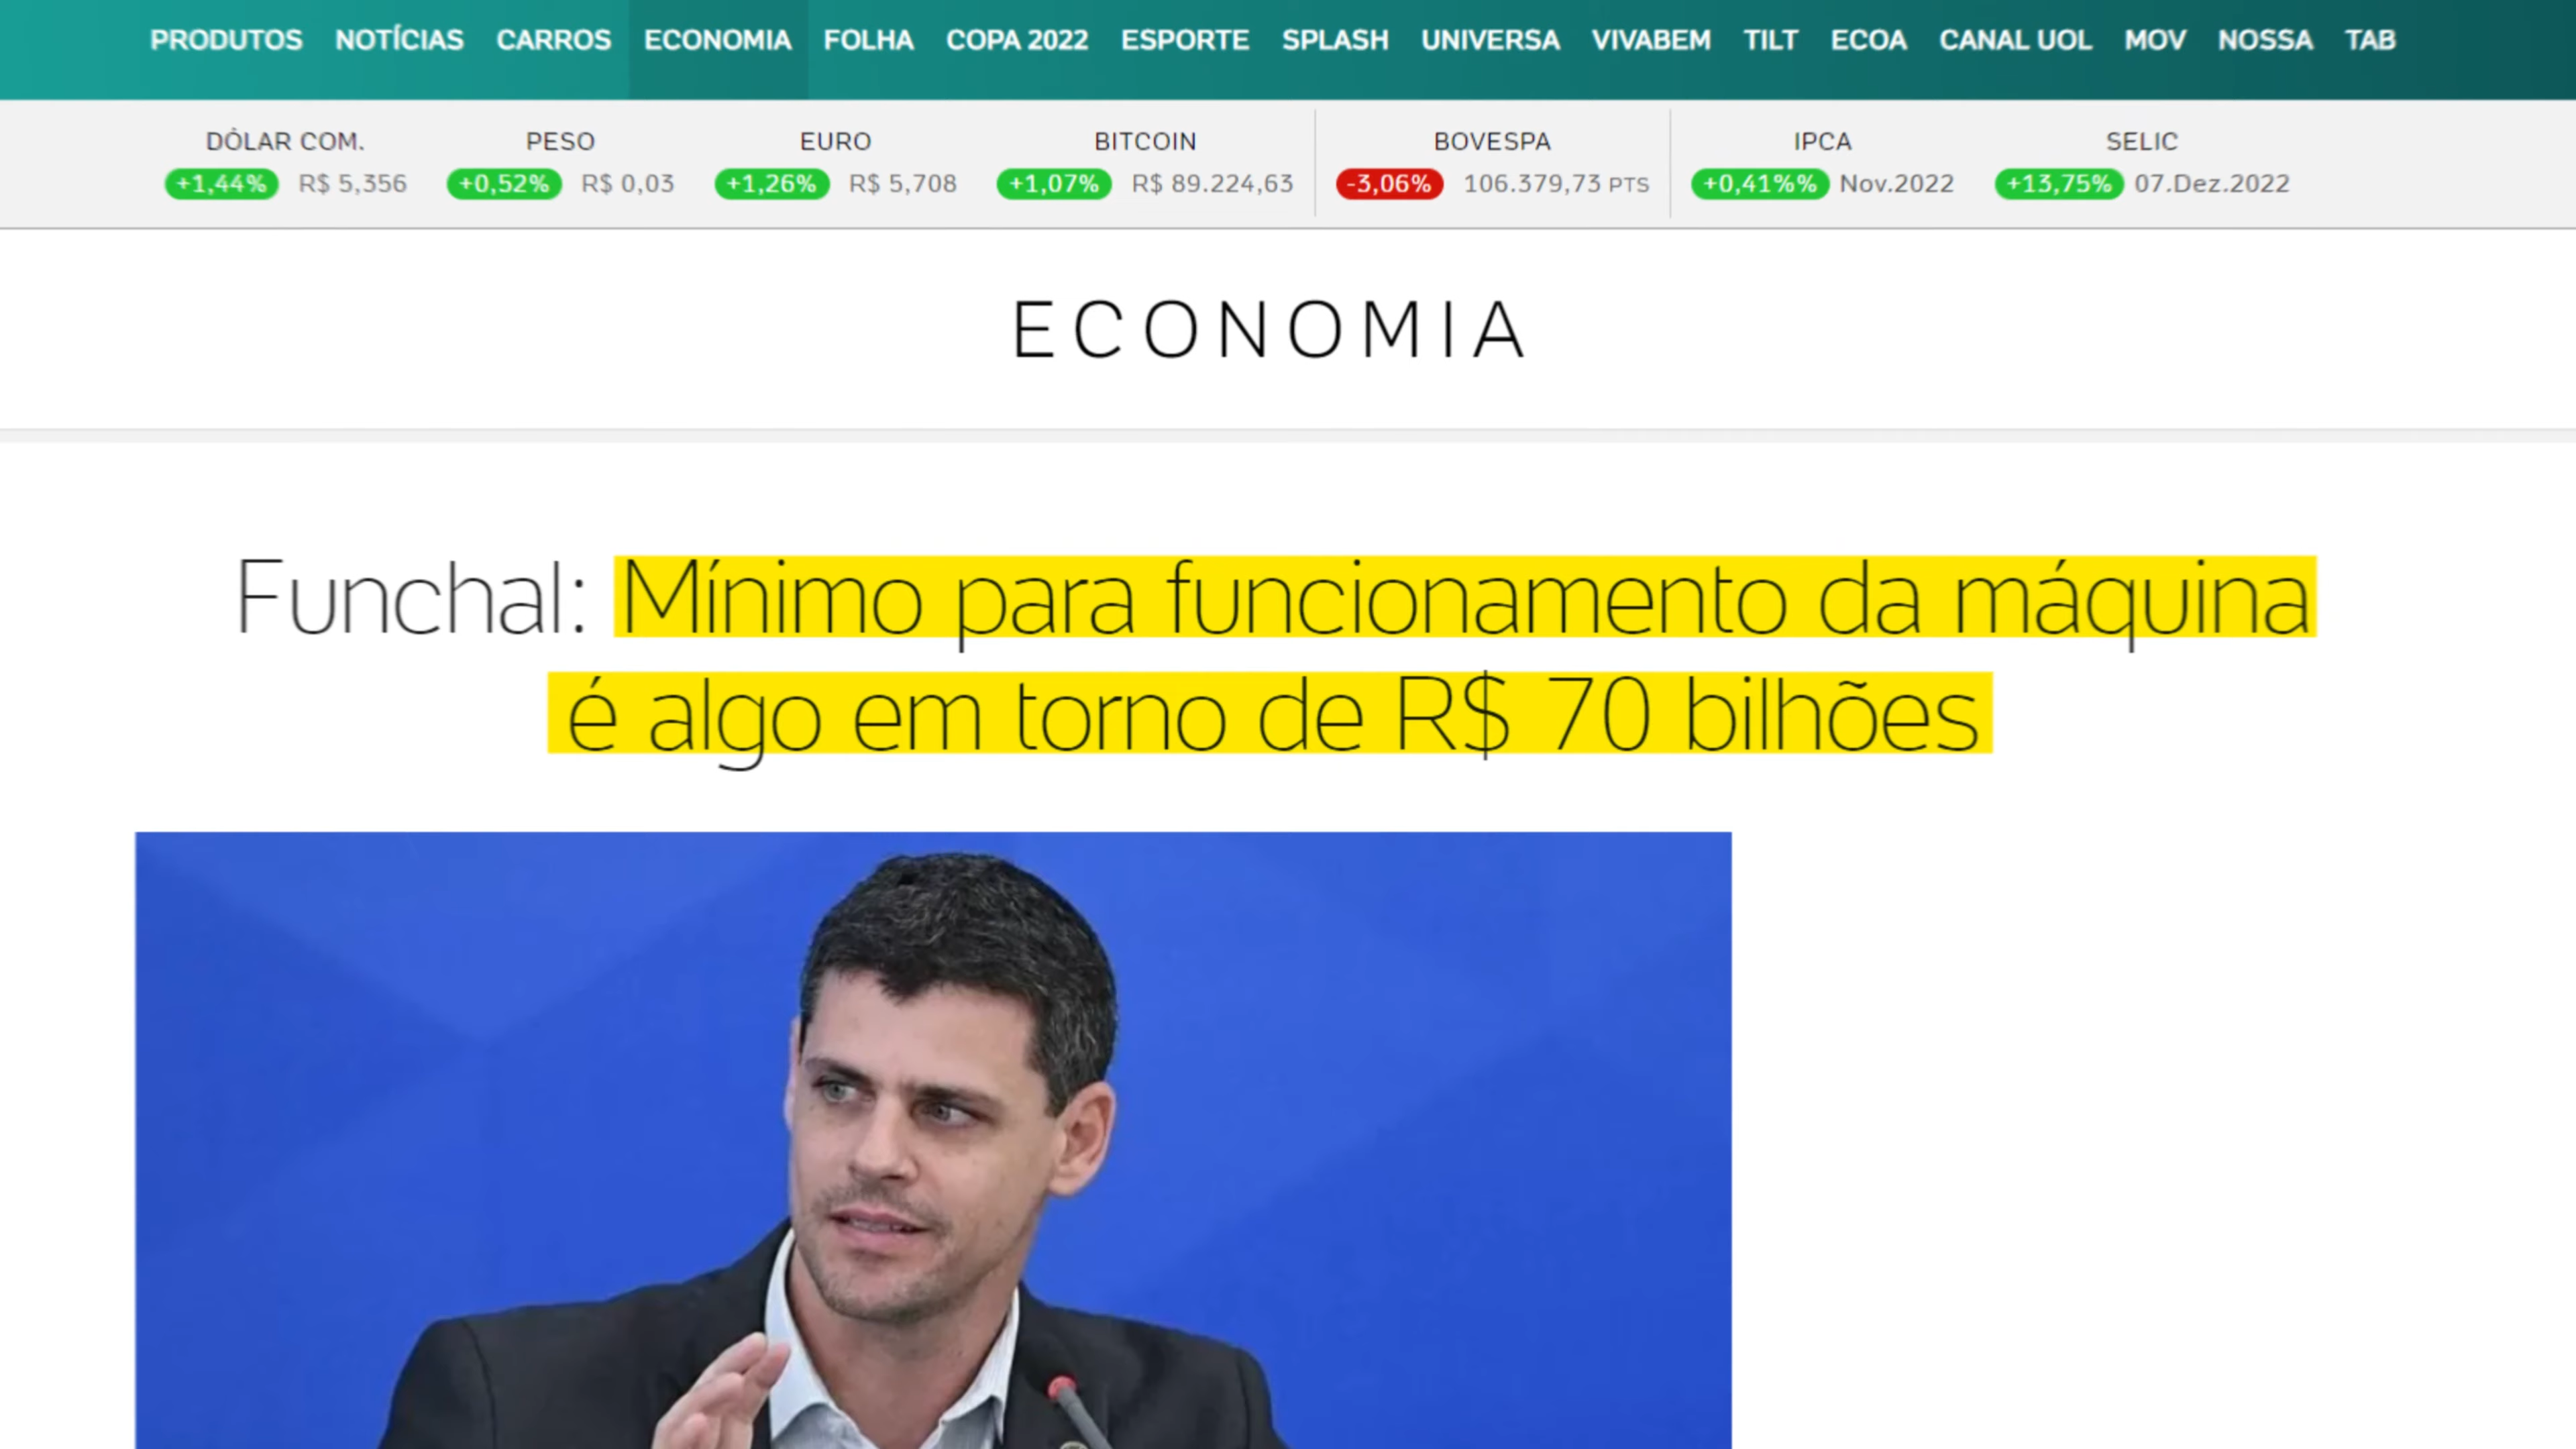 PRODUTOS NOTÍCIAS CARROS ECONOMIA FOLHA COPA 2022 ESPORTE SPLASH UNIVERSA VIVABEM TILT ECOA CANAL UOL MOV NOSSA TAB
DÓLAR COM. PESO EURO BITCOIN BOVESPA IPCA SELIC
+1,44% R$ 5,356 +0,52% R$ 0,03 +1,26% R$ 5,708 +1,07% R$ 89.224,63 -3,06% 106.379,73 PTS +0,41%% Nov.2022 +13,75% 07.Dez.2022
ECONOMIA
Funchal: Mínimo para funcionamento da máquina
é algo em torno de R$ 70 bilhões